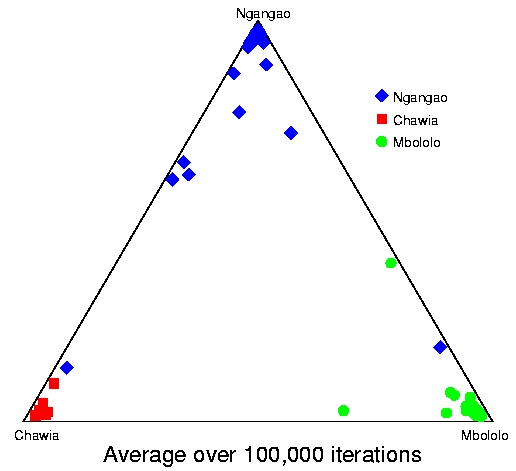 Ngangao
Ngangao
Chawia
Mbololo
Chawia
Mbololo
Average over 100,000 iterations